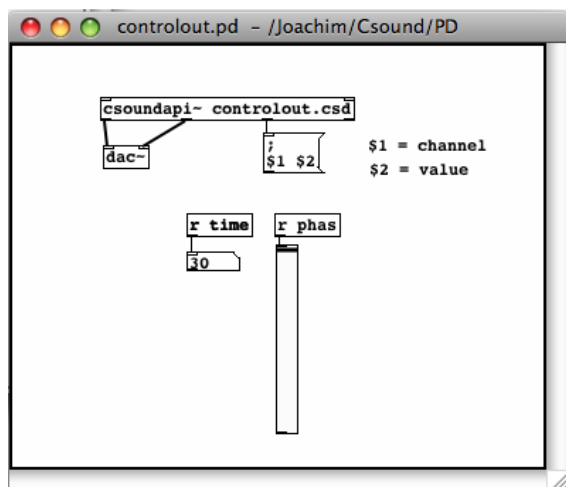 controlout.pd - /Joachim/Csound/PD
csoundapi~ controlout.csd
dac~
;
$1 $2
$1 = channel
$2 = value
r time
r phas
30